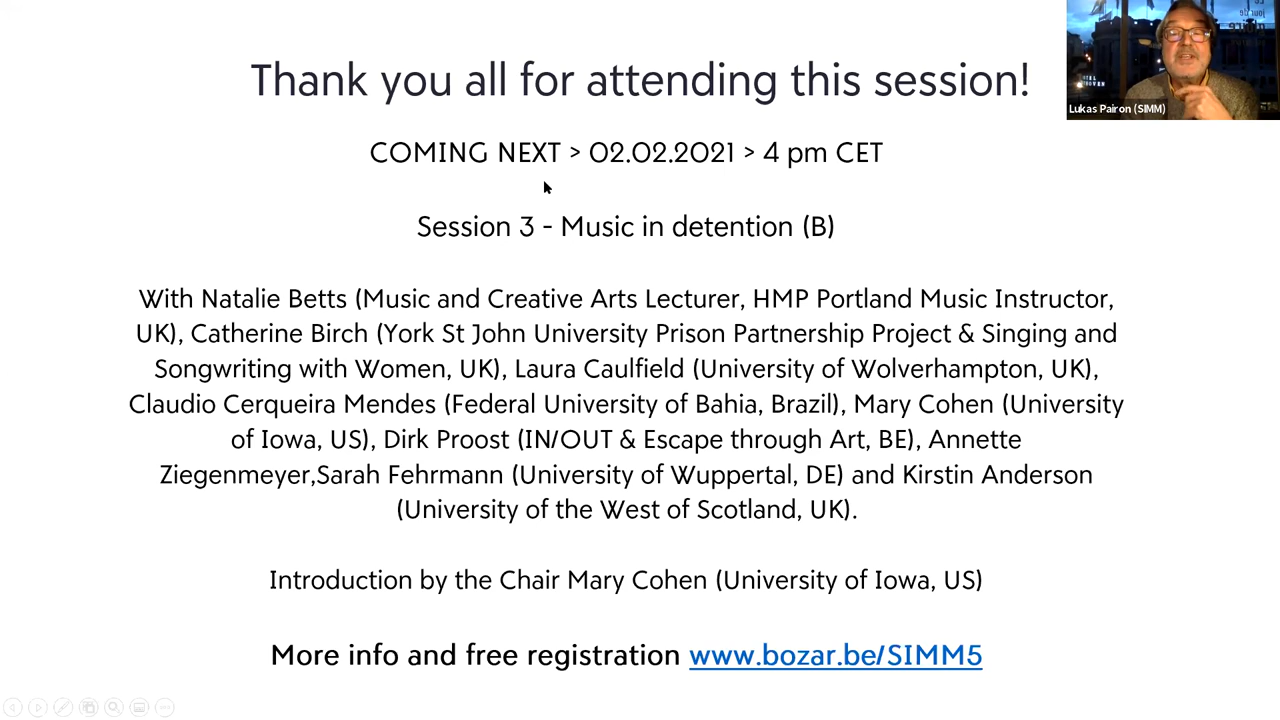 Thank you all for attending this session!
Lukas Pairon (SIMM)
COMING NEXT > 02.02.2021 > 4 pm CET
Session 3 - Music in detention (B)
With Natalie Betts (Music and Creative Arts Lecturer, HMP Portland Music Instructor,
UK), Catherine Birch (York St John University Prison Partnership Project & Singing and
Songwriting with Women, UK), Laura Caulfield (University of Wolverhampton, UK),
Claudio Cerqueira Mendes (Federal University of Bahia, Brazil), Mary Cohen (University
of Iowa, US), Dirk Proost (IN/OUT & Escape through Art, BE), Annette
Ziegenmeyer,Sarah Fehrmann (University of Wuppertal, DE) and Kirstin Anderson
(University of the West of Scotland, UK).
Introduction by the Chair Mary Cohen (University of Iowa, US)
More info and free registration www.bozar.be/SIMM5